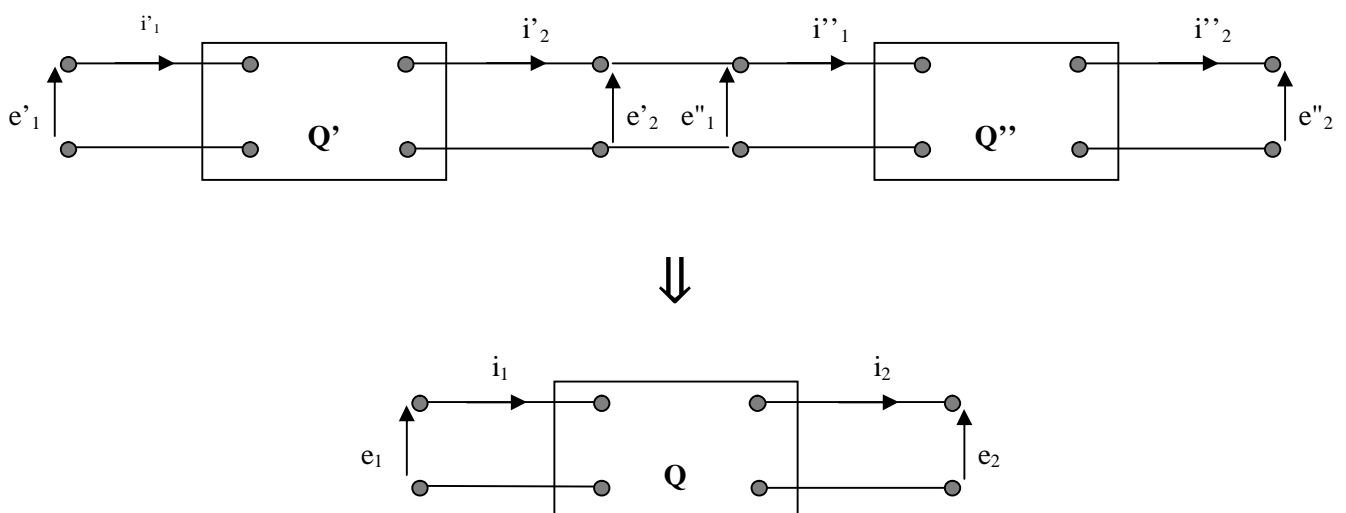 i’₁ i’₂ i’’₁ i’’₂
e’₁ Q’ e’₂ e"₁ Q’’ e"₂
⇓
i₁ i₂
e₁ Q e₂